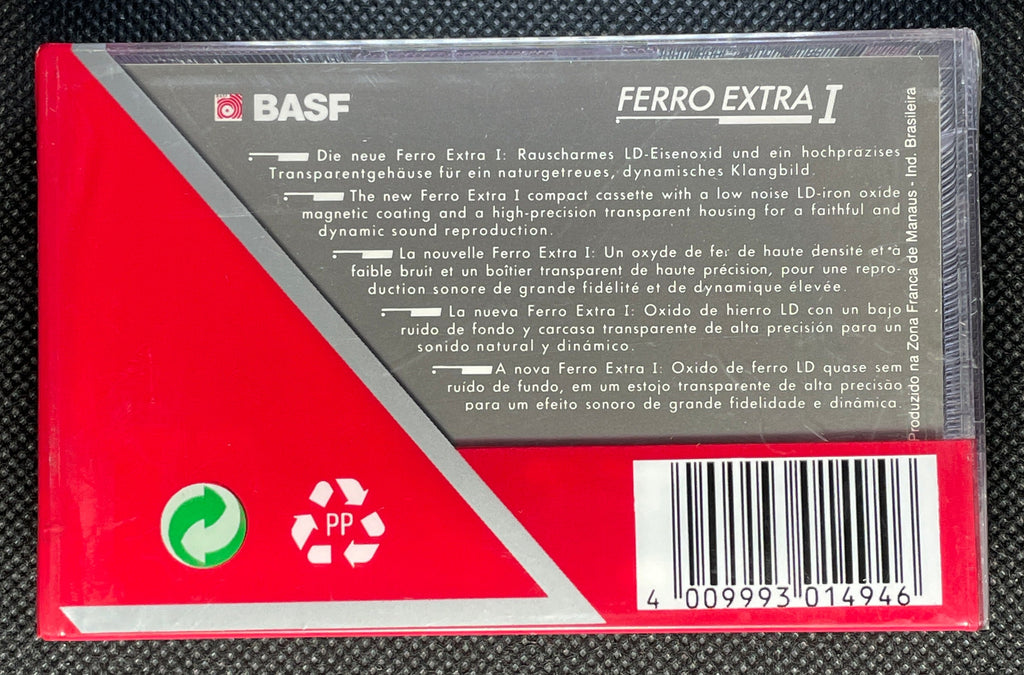 BASF
FERRO EXTRA I
Die neue Ferro Extra I: Rauscharmes LD-Eisenoxid und ein hochpräzises
Transparentgehäuse für ein naturgetreues, dynamisches Klangbild.
The new Ferro Extra I compact cassette with a low noise LD-iron oxide
magnetic coating and a high-precision transparent housing for a faithful and
dynamic sound reproduction.
La nouvelle Ferro Extra I: Un oxyde de fer de haute densité et à
faible bruit et un boîtier transparent de haute précision, pour une repro-
duction sonore de grande fidélité et de dynamique élevée.
La nueva Ferro Extra I: Oxido de hierro LD con un bajo
ruido de fondo y carcasa transparente de alta precisión para un
sonido natural y dinámico.
A nova Ferro Extra I: Oxido de ferro LD quase sem
ruído de fundo, em um estojo transparente de alta precisão
para um efeito sonoro de grande fidelidade e dinâmica.
Produzido na Zona Franca de Manaus - Ind. Brasileira
PP
4 009993 014946